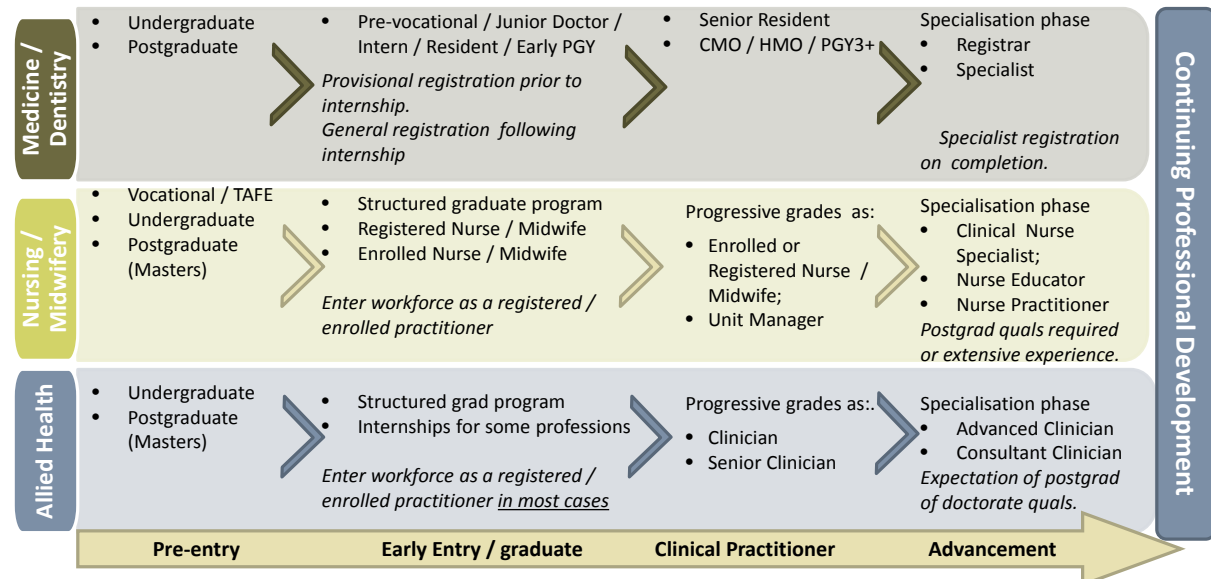 Medicine /
Dentistry
• Undergraduate
• Postgraduate
• Pre-vocational / Junior Doctor /
Intern / Resident / Early PGY
Provisional registration prior to
internship.
General registration following
internship
• Senior Resident
• CMO / HMO / PGY3+
Specialisation phase
• Registrar
• Specialist
Specialist registration
on completion.
Nursing /
Midwifery
• Vocational / TAFE
• Undergraduate
• Postgraduate
(Masters)
• Structured graduate program
• Registered Nurse / Midwife
• Enrolled Nurse / Midwife
Enter workforce as a registered /
enrolled practitioner
Progressive grades as:
• Enrolled or
Registered Nurse /
Midwife;
• Unit Manager
Specialisation phase
• Clinical Nurse
Specialist;
• Nurse Educator
• Nurse Practitioner
Postgrad quals required
or extensive experience.
Allied Health
• Undergraduate
• Postgraduate
(Masters)
• Structured grad program
• Internships for some professions
Enter workforce as a registered /
enrolled practitioner in most cases
Progressive grades as:.
• Clinician
• Senior Clinician
Specialisation phase
• Advanced Clinician
• Consultant Clinician
Expectation of postgrad
of doctorate quals.
Continuing Professional Development
Pre-entry
Early Entry / graduate
Clinical Practitioner
Advancement